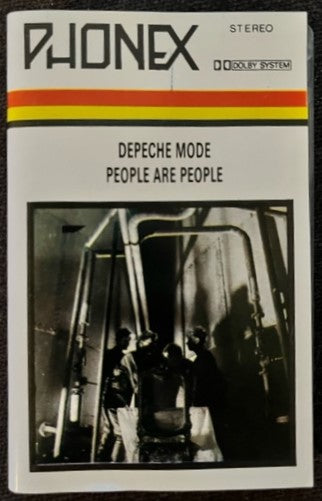 PHONEX
STEREO
DOLBY SYSTEM
DEPECHE MODE
PEOPLE ARE PEOPLE